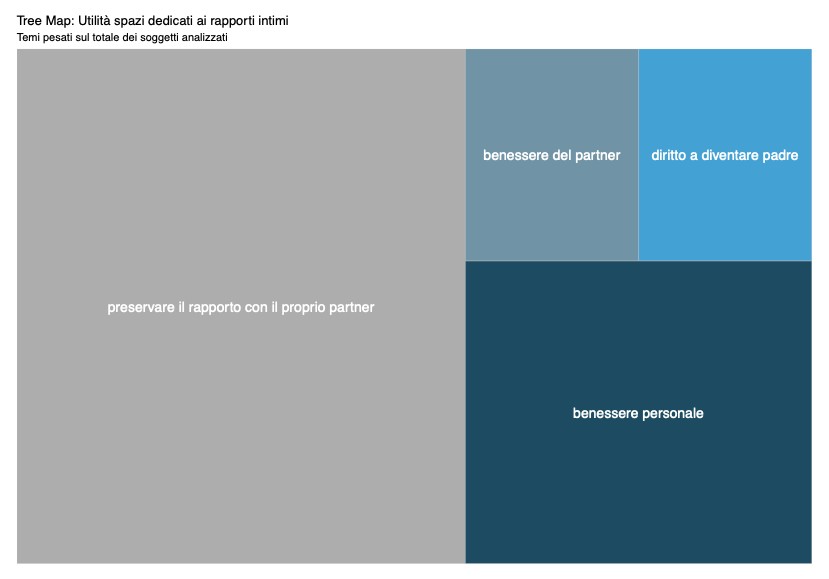 Tree Map: Utilità spazi dedicati ai rapporti intimi
Temi pesati sul totale dei soggetti analizzati
benessere del partner
diritto a diventare padre
preservare il rapporto con il proprio partner
benessere personale